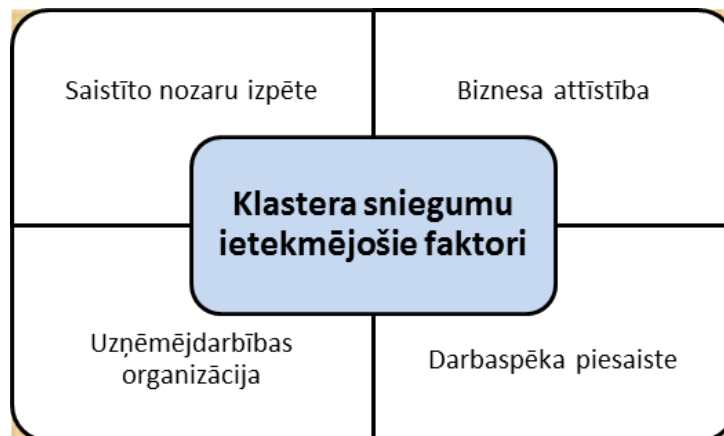 Saistīto nozaru izpēte
Biznesa attīstība
Klastera sniegumu
ietekmējošie faktori
Uzņēmējdarbības
organizācija
Darbaspēka piesaiste